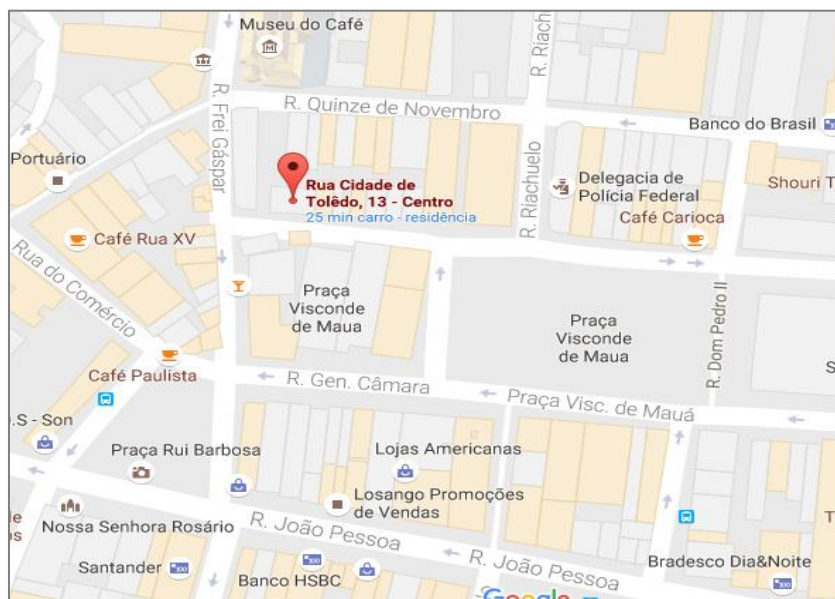 Museu do Café
R. Riach
R. Quinze de Novembro
Banco do Brasil
R. Frei Gáspar
Portuário
Rua Cidade de
Tolêdo, 13 - Centro
25 min carro - residência
R. Riachuelo
Delegacia de
Polícia Federal
Shouri T
Café Carioca
Café Rua XV
Rua do Comércio
Praça
Visconde
de Maua
Praça
Visconde
de Maua
R. Dom Pedro II
S
Café Paulista
R. Gen. Câmara
Praça Visc. de Mauá
.S - Son
Praça Rui Barbosa
Lojas Americanas
Losango Promoções
de Vendas
de
os
Nossa Senhora Rosário
R. João Pessoa
T
Santander
Banco HSBC
R. João Pessoa
Bradesco Dia&Noite
Google